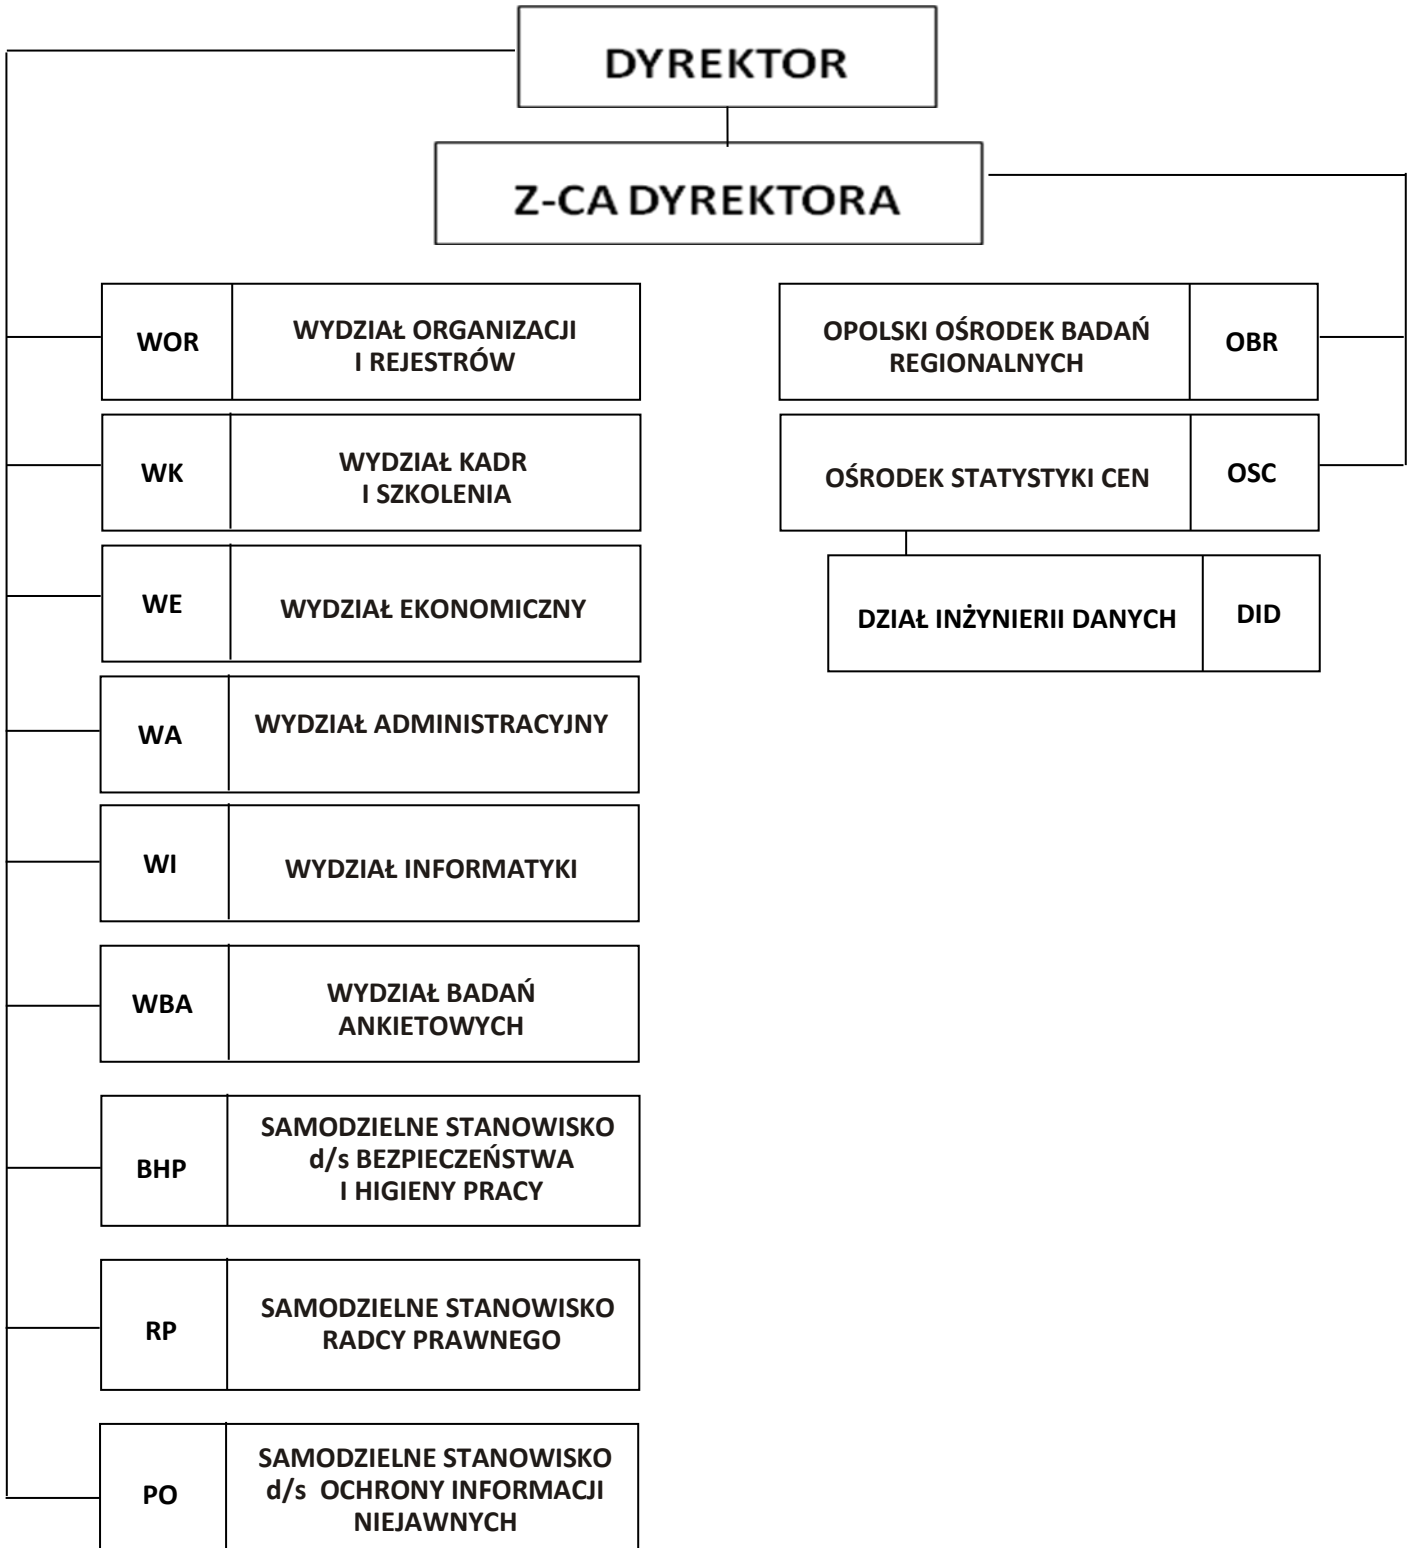 DYREKTOR
Z-CA DYREKTORA
WOR
WYDZIAŁ ORGANIZACJI
I REJESTRÓW
WK
WYDZIAŁ KADR
I SZKOLENIA
WE
WYDZIAŁ EKONOMICZNY
WA
WYDZIAŁ ADMINISTRACYJNY
WI
WYDZIAŁ INFORMATYKI
WBA
WYDZIAŁ BADAŃ
ANKIETOWYCH
BHP
SAMODZIELNE STANOWISKO
d/s BEZPIECZEŃSTWA
I HIGIENY PRACY
RP
SAMODZIELNE STANOWISKO
RADCY PRAWNEGO
PO
SAMODZIELNE STANOWISKO
d/s OCHRONY INFORMACJI
NIEJAWNYCH
OPOLSKI OŚRODEK BADAŃ
REGIONALNYCH
OBR
OŚRODEK STATYSTYKI CEN
OSC
DZIAŁ INŻYNIERII DANYCH
DID